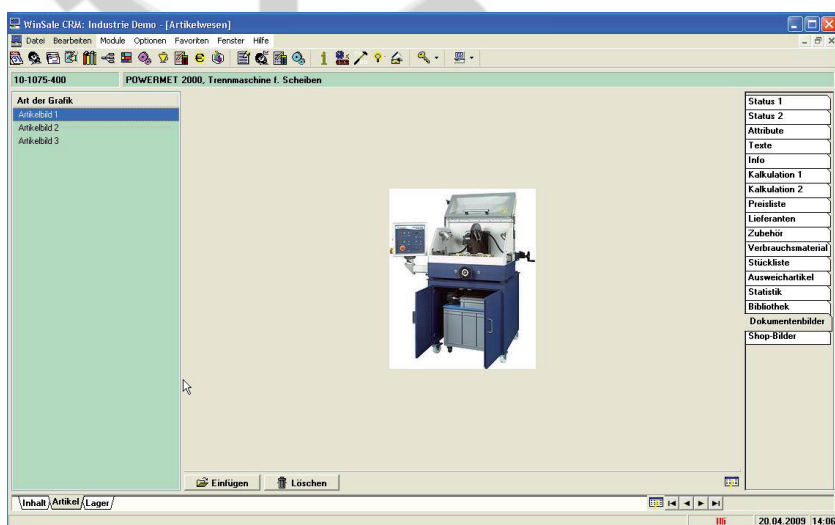 WinSale CRM: Industrie Demo - [Artikelwesen]
Datei Bearbeiten Module Optionen Favoriten Fenster Hilfe
10-1075-400 POWERMET 2000, Trennmaschine f. Scheiben
Art der Grafik
Artikelbild 1
Artikelbild 2
Artikelbild 3
Status 1
Status 2
Attribute
Texte
Info
Kalkulation 1
Kalkulation 2
Preisliste
Lieferanten
Zubehör
Verbrauchsmaterial
Stückliste
Ausweichartikel
Statistik
Bibliothek
Dokumentenbilder
Shop-Bilder
Einfügen Löschen
Inhalt Artikel Lager
20.04.2009 14:06